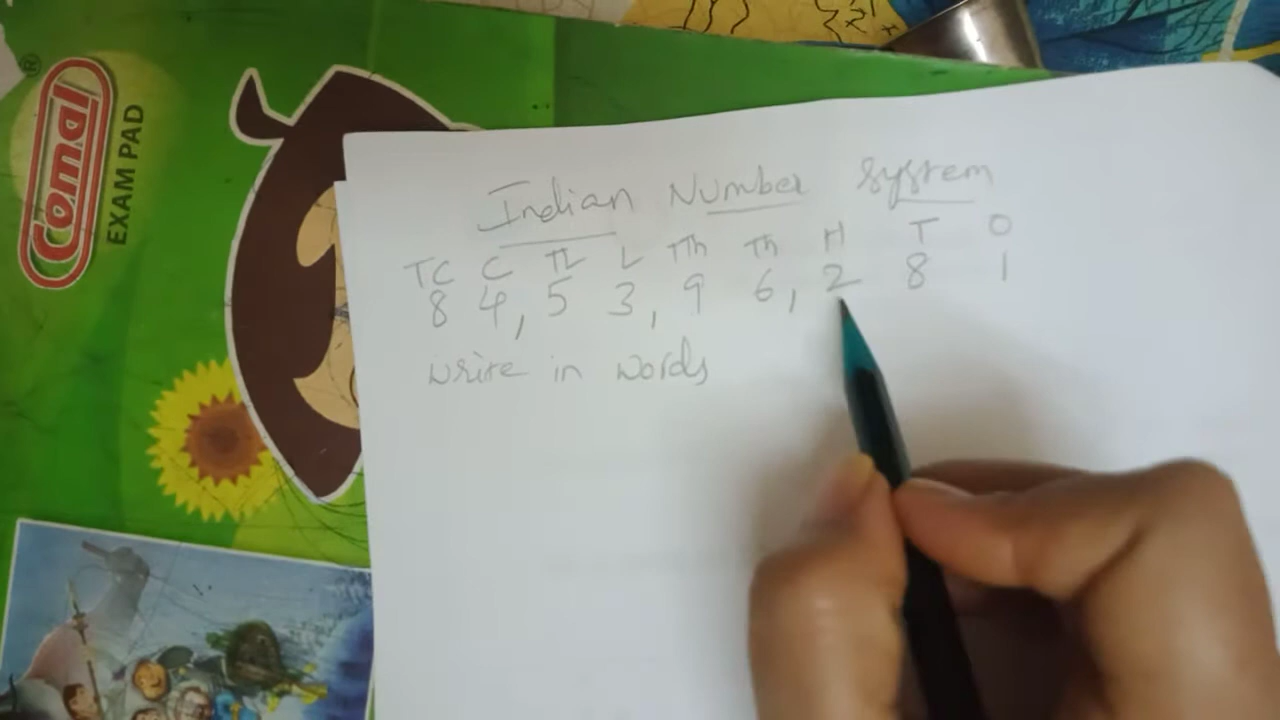 Comal®
EXAM PAD
Indian Number System
TC C TL L TTh Th H T O
8 4, 5 3, 9 6, 2 8 1
write in words